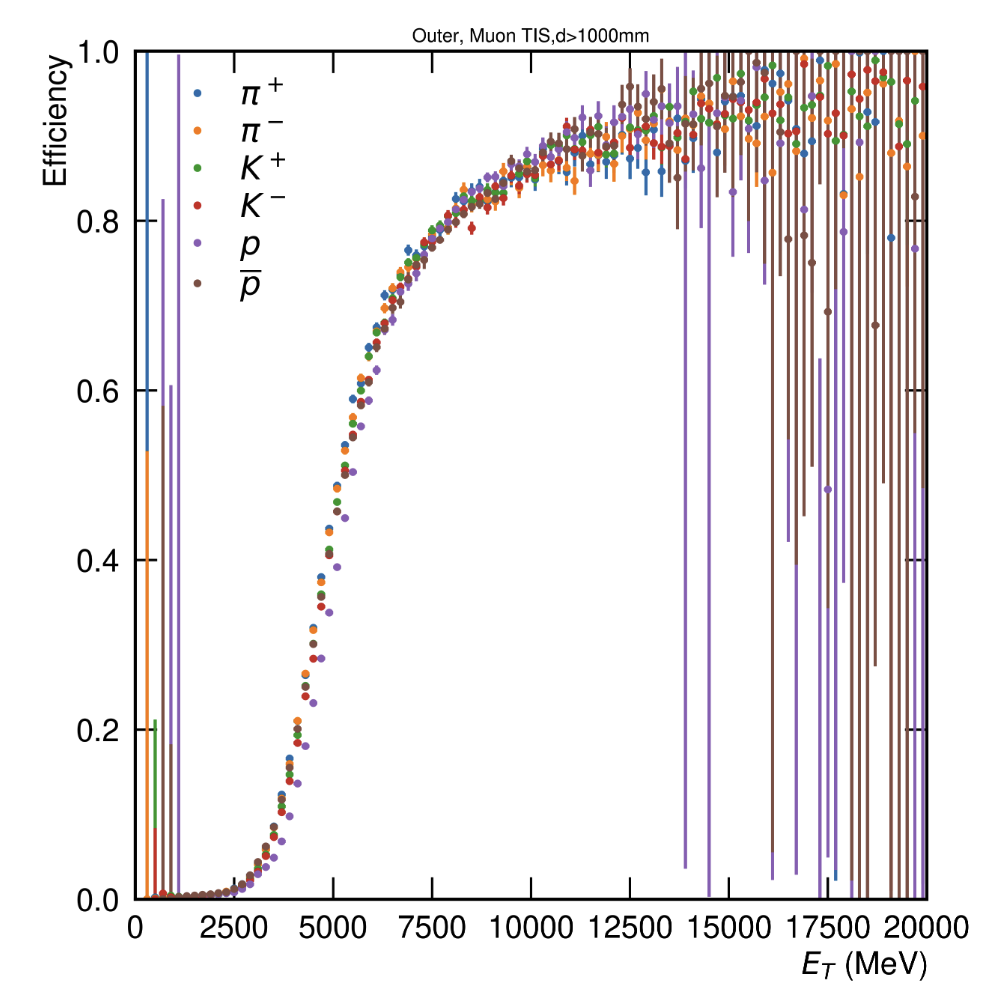 Outer, Muon TIS,d>1000mm
Efficiency
1.0
0.8
0.6
0.4
0.2
0.0
π⁺
π⁻
K⁺
K⁻
p
p̅
0 2500 5000 7500 10000 12500 15000 17500 20000
E_T (MeV)